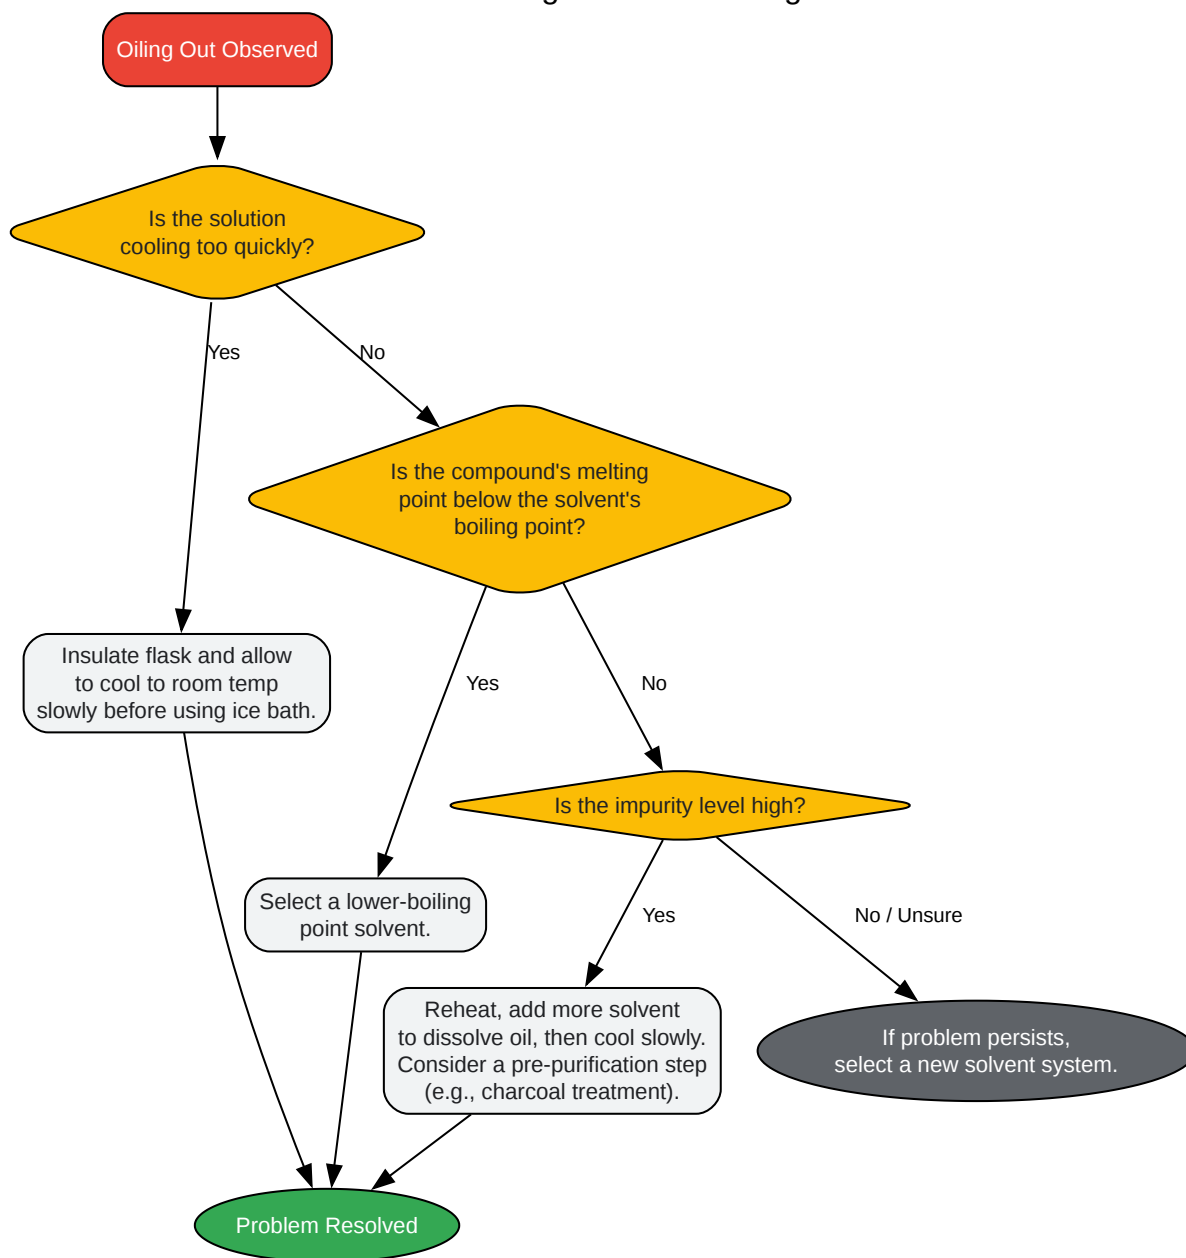 Oiling Out Observed
Is the solution
cooling too quickly?
Yes
No
Is the compound's melting
point below the solvent's
boiling point?
Insulate flask and allow
to cool to room temp
slowly before using ice bath.
Yes
No
Is the impurity level high?
Select a lower-boiling
point solvent.
Yes
No / Unsure
Reheat, add more solvent
to dissolve oil, then cool slowly.
Consider a pre-purification step
(e.g., charcoal treatment).
If problem persists,
select a new solvent system.
Problem Resolved